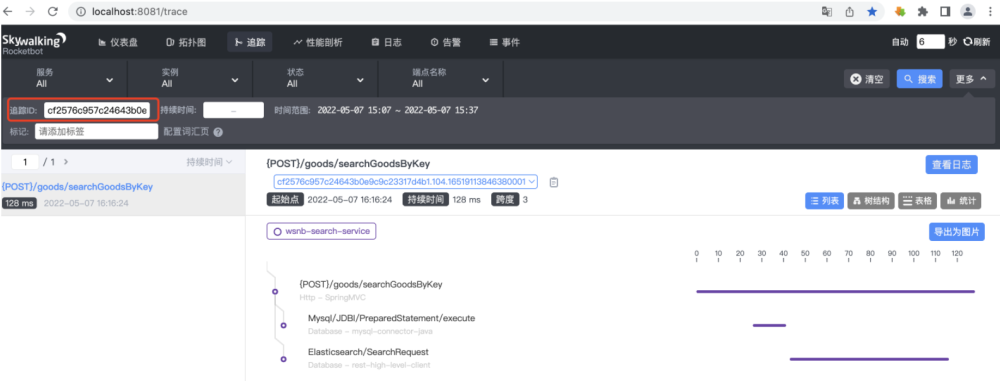 localhost:8081/trace
Skywalking
Rocketbot
仪表盘 拓扑图 追踪 性能剖析 日志 告警 事件 自动 6 秒 刷新
服务 实例 状态 端点名称
All All All All 清空 搜索 更多
追踪ID: cf2576c957c24643b0e 持续时间: – 时间范围: 2022-05-07 15:07 ~ 2022-05-07 15:37
标记: 请添加标签 配置词汇页 ?
1 / 1 持续时间
{POST}/goods/searchGoodsByKey
128 ms 2022-05-07 16:16:24
{POST}/goods/searchGoodsByKey 查看日志
cf2576c957c24643b0e9c9c23317d4b1.104.16519113846380001
起始点 2022-05-07 16:16:24 持续时间 128 ms 跨度 3 列表 树结构 表格 统计
wsnb-search-service 导出为图片
0 10 20 30 40 50 60 70 80 90 100 110 120
{POST}/goods/searchGoodsByKey
Http - SpringMVC
Mysql/JDBI/PreparedStatement/execute
Database - mysql-connector-java
Elasticsearch/SearchRequest
Database - rest-high-level-client